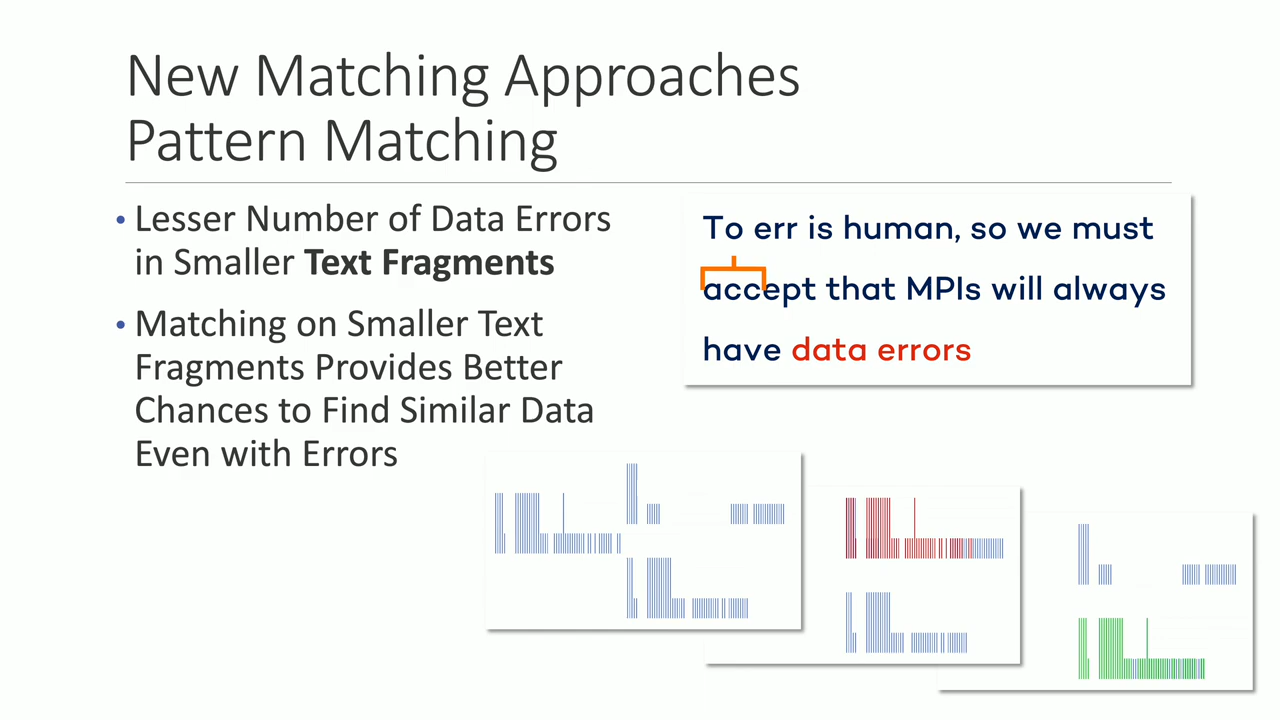 New Matching Approaches
Pattern Matching
• Lesser Number of Data Errors
in Smaller Text Fragments
• Matching on Smaller Text
Fragments Provides Better
Chances to Find Similar Data
Even with Errors
To err is human, so we must
accept that MPIs will always
have data errors